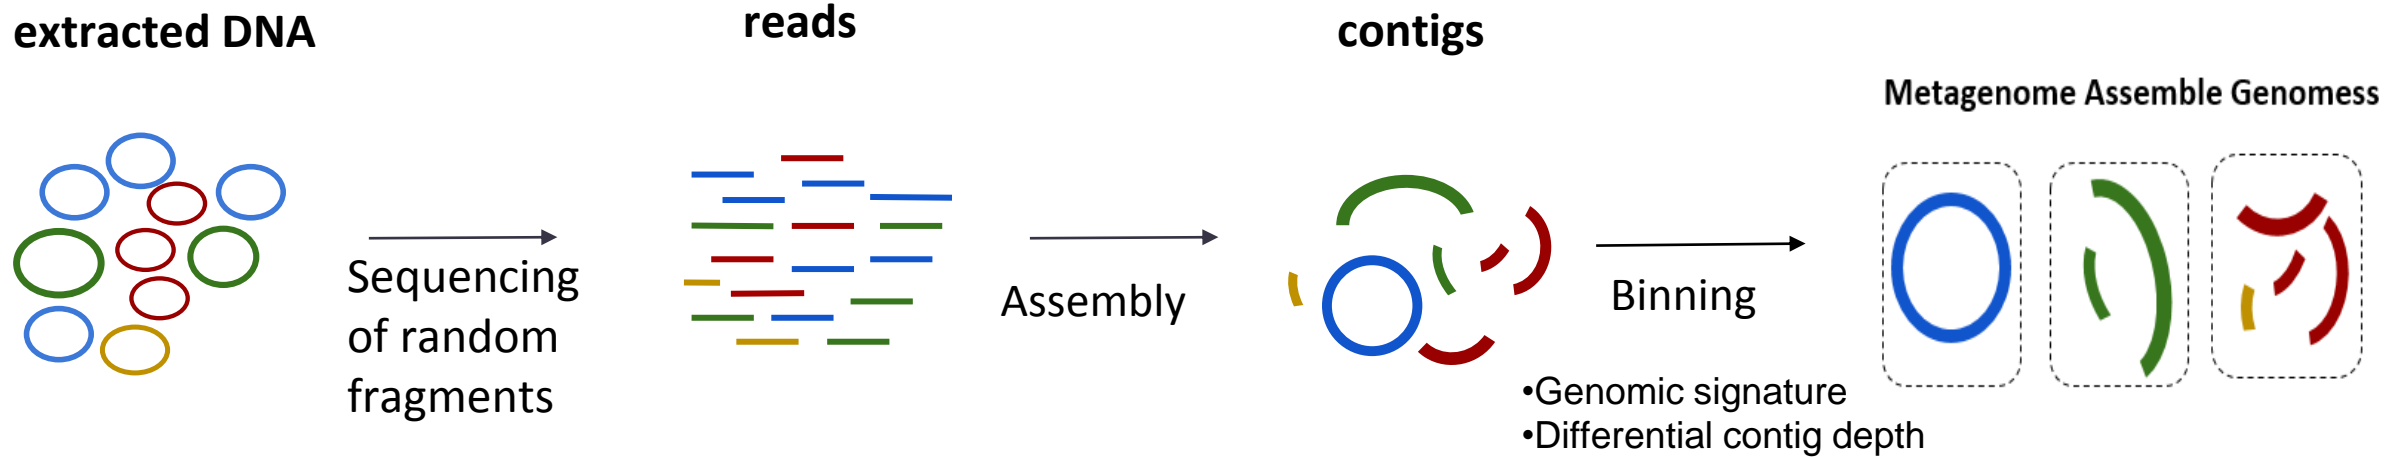 extracted DNA
reads
contigs
Metagenome Assemble Genomess
Sequencing
of random
fragments
Assembly
Binning
•Genomic signature
•Differential contig depth